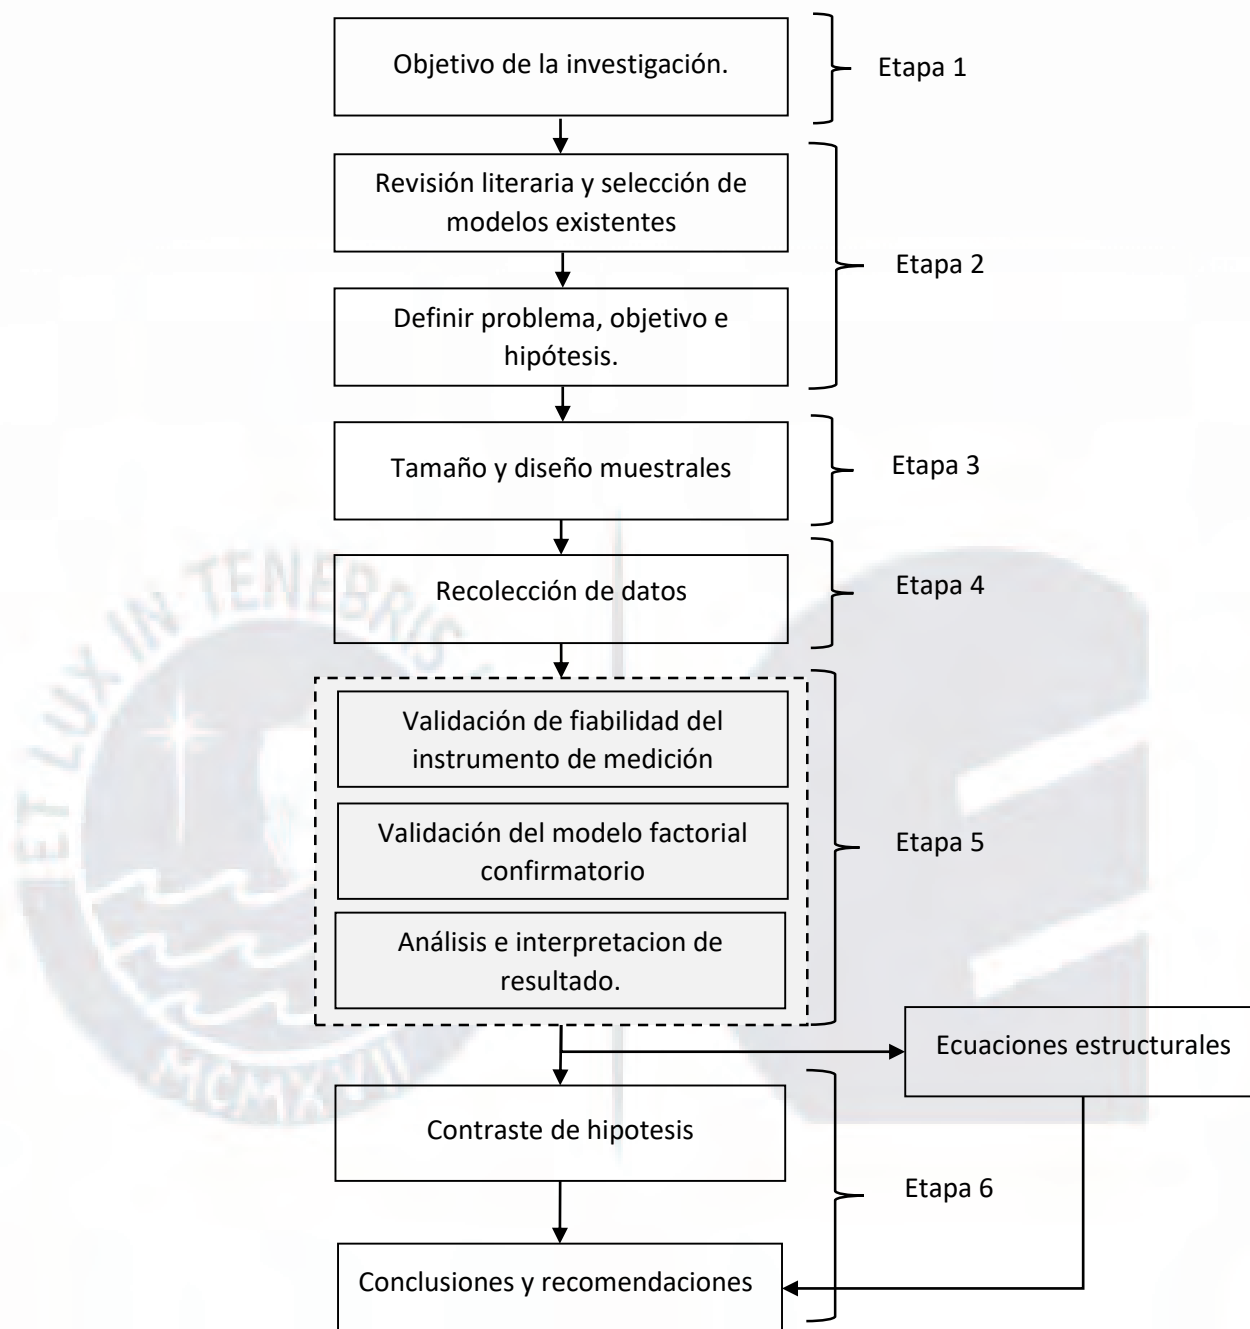 Objetivo de la investigación.
Etapa 1
Revisión literaria y selección de
modelos existentes
Etapa 2
Definir problema, objetivo e
hipótesis.
Tamaño y diseño muestrales
Etapa 3
Recolección de datos
Etapa 4
ET LUX IN TENEBRIS
Validación de fiabilidad del
instrumento de medición
Validación del modelo factorial
confirmatorio
Etapa 5
Análisis e interpretacion de
resultado.
Ecuaciones estructurales
MCMXVII
Contraste de hipotesis
Etapa 6
Conclusiones y recomendaciones